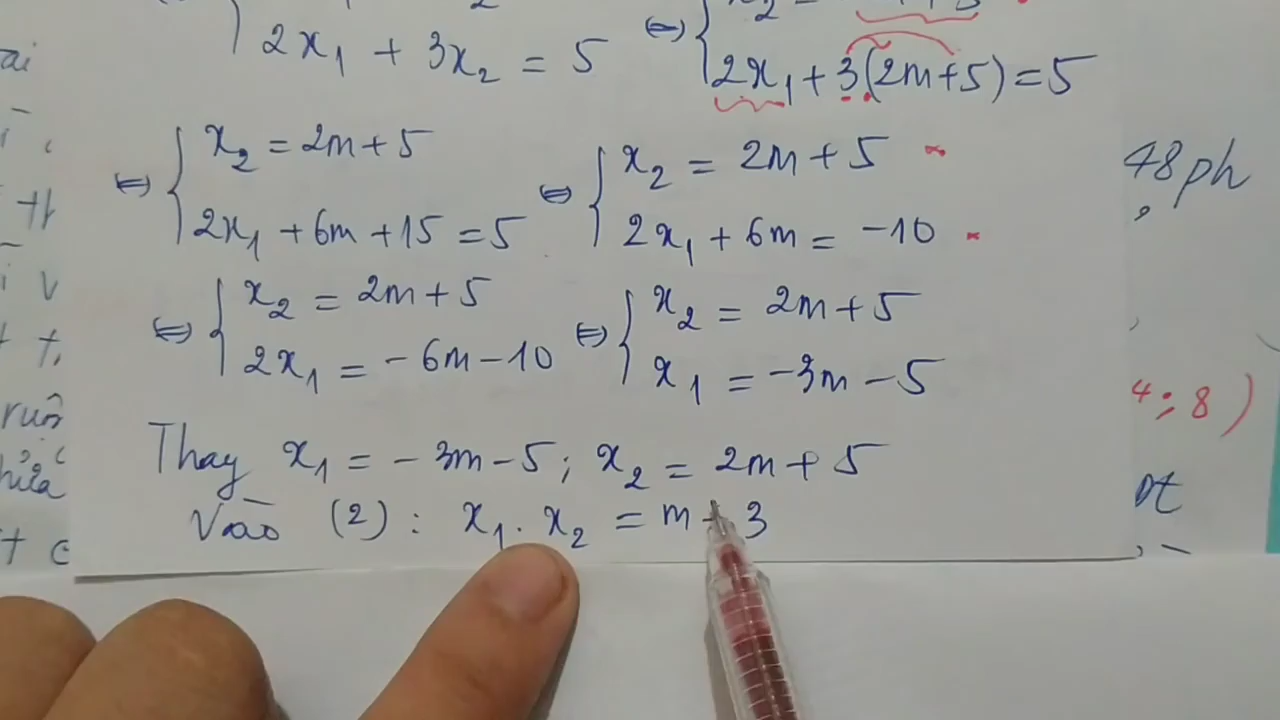 2x₁ + 3x₂ = 5 ⇔ 2x₁ + 3(2m+5) = 5
⇔ { x₂ = 2m + 5 ⇔ { x₂ = 2m + 5
2x₁ + 6m + 15 = 5 2x₁ + 6m = -10
⇔ { x₂ = 2m + 5 ⇔ { x₂ = 2m + 5
2x₁ = - 6m - 10 x₁ = -3m - 5
Thay x₁ = - 3m - 5 ; x₂ = 2m + 5
Vào (2) : x₁ . x₂ = m - 3
48 ph
4 ; 8 )